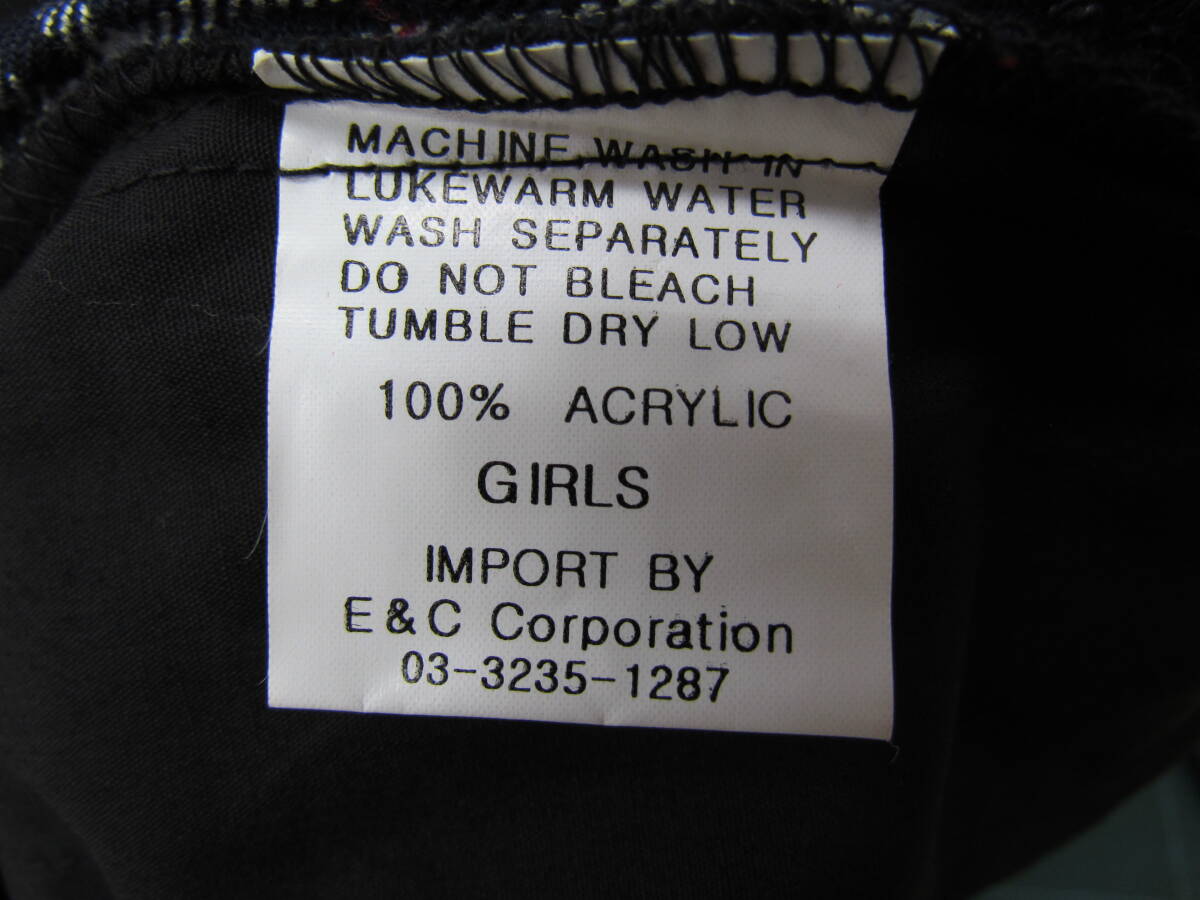 MACHINE WASH IN
LUKEWARM WATER
WASH SEPARATELY
DO NOT BLEACH
TUMBLE DRY LOW
100% ACRYLIC
GIRLS
IMPORT BY
E&C Corporation
03-3235-1287